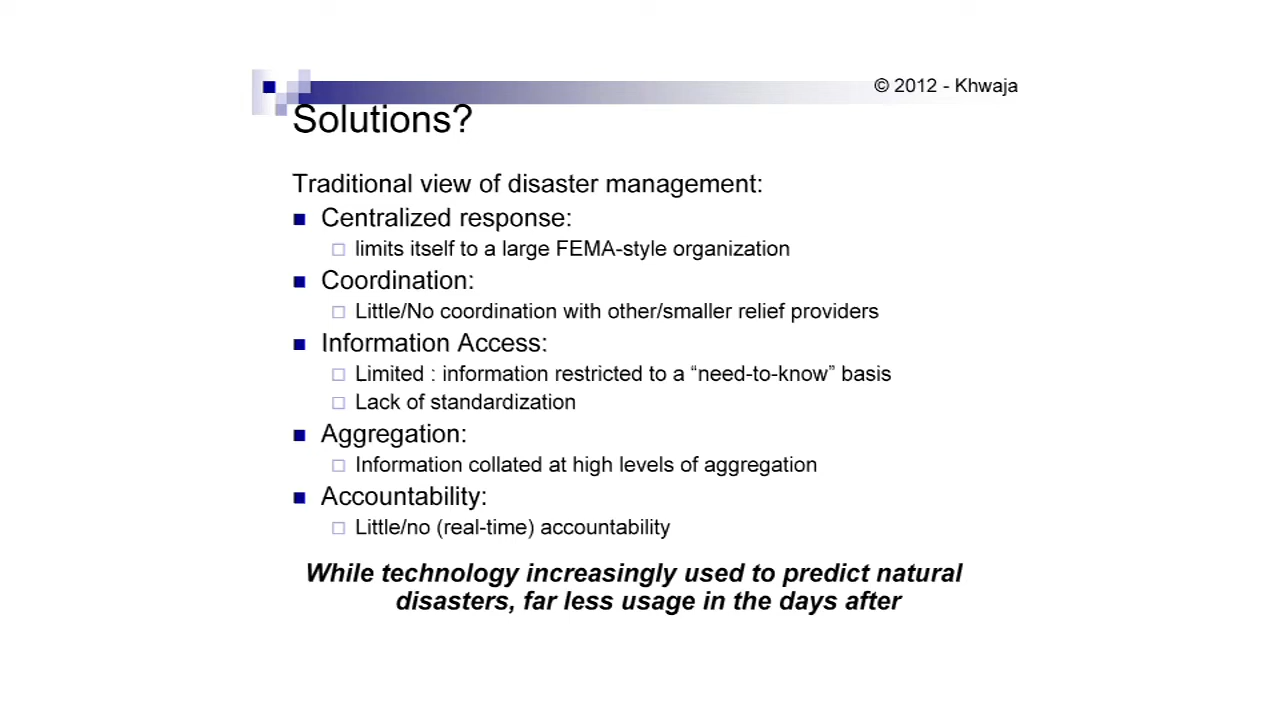 © 2012 - Khwaja
Solutions?
Traditional view of disaster management:
Centralized response:
limits itself to a large FEMA-style organization
Coordination:
Little/No coordination with other/smaller relief providers
Information Access:
Limited : information restricted to a “need-to-know” basis
Lack of standardization
Aggregation:
Information collated at high levels of aggregation
Accountability:
Little/no (real-time) accountability
While technology increasingly used to predict natural
disasters, far less usage in the days after